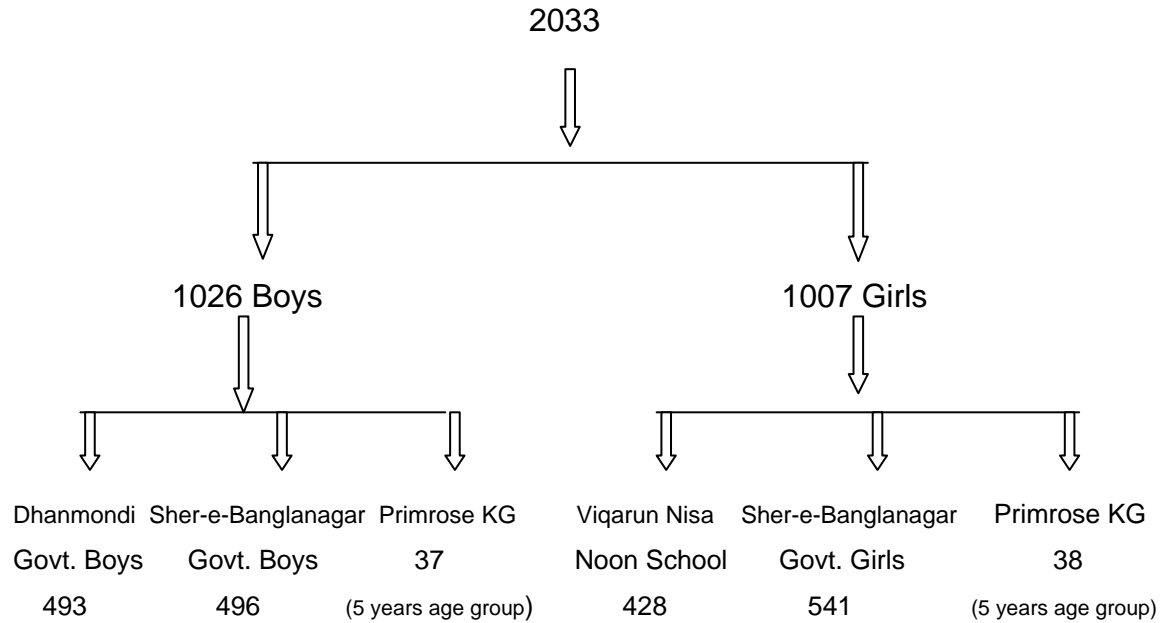 2033
1026 Boys
1007 Girls
Dhanmondi
Govt. Boys
493
Sher-e-Banglanagar
Govt. Boys
496
Primrose KG
37
(5 years age group)
Viqarun Nisa
Noon School
428
Sher-e-Banglanagar
Govt. Girls
541
Primrose KG
38
(5 years age group)